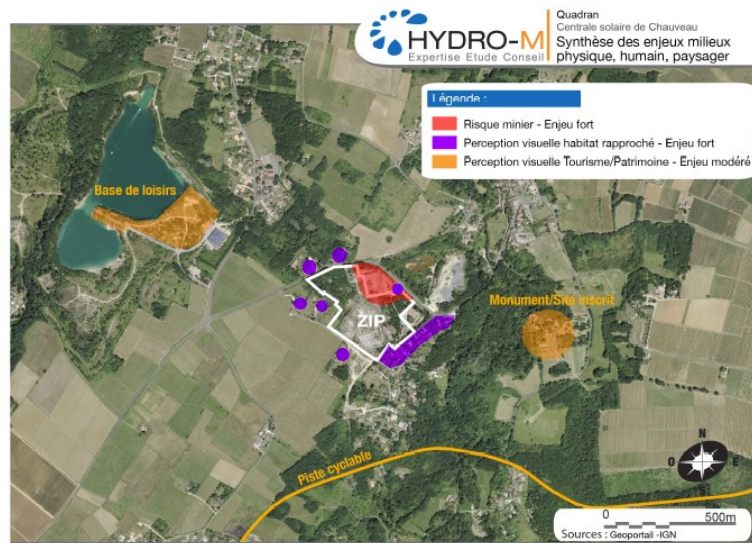 HYDRO-M
Expertise Etude Conseil
Quadran
Centrale solaire de Chauveau
Synthèse des enjeux milieux
physique, humain, paysager
Légende :
Risque minier - Enjeu fort
Perception visuelle habitat rapproché - Enjeu fort
Perception visuelle Tourisme/Patrimoine - Enjeu modéré
Base de loisirs
Monument/Site inscrit
ZIP
Piste cyclable
N
O
E
S
0
500m
Sources : Geoportail -IGN